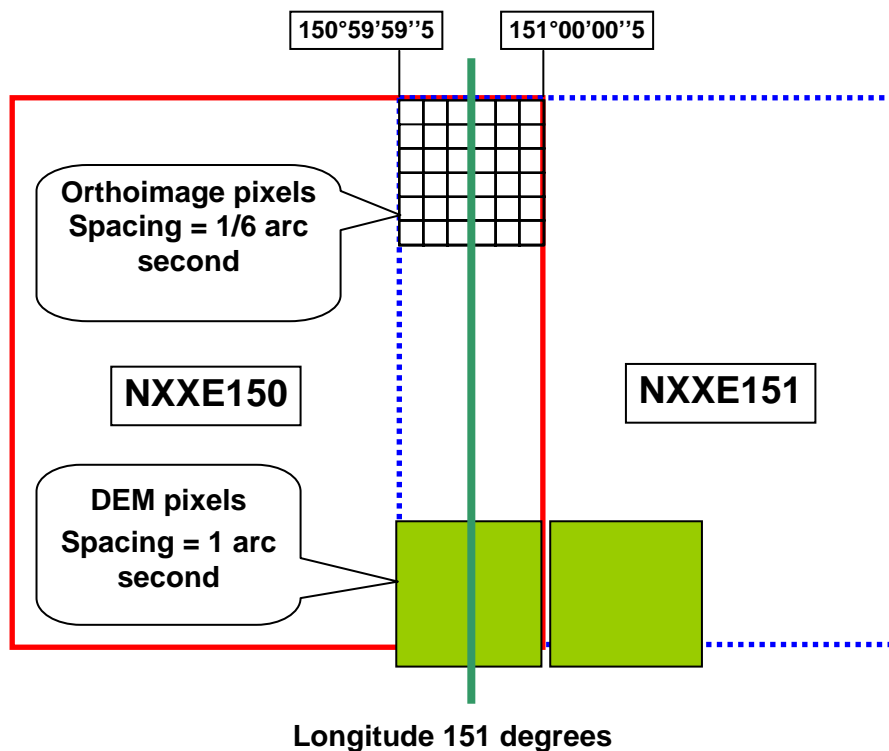 150°59’59’’5
151°00’00’’5
Orthoimage pixels
Spacing = 1/6 arc
second
NXXE150
NXXE151
DEM pixels
Spacing = 1 arc
second
Longitude 151 degrees